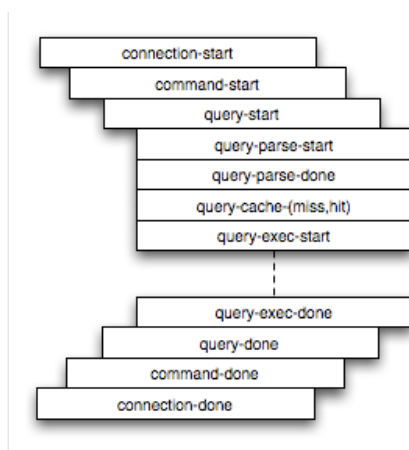 connection-start
command-start
query-start
query-parse-start
query-parse-done
query-cache-(miss,hit)
query-exec-start
query-exec-done
query-done
command-done
connection-done